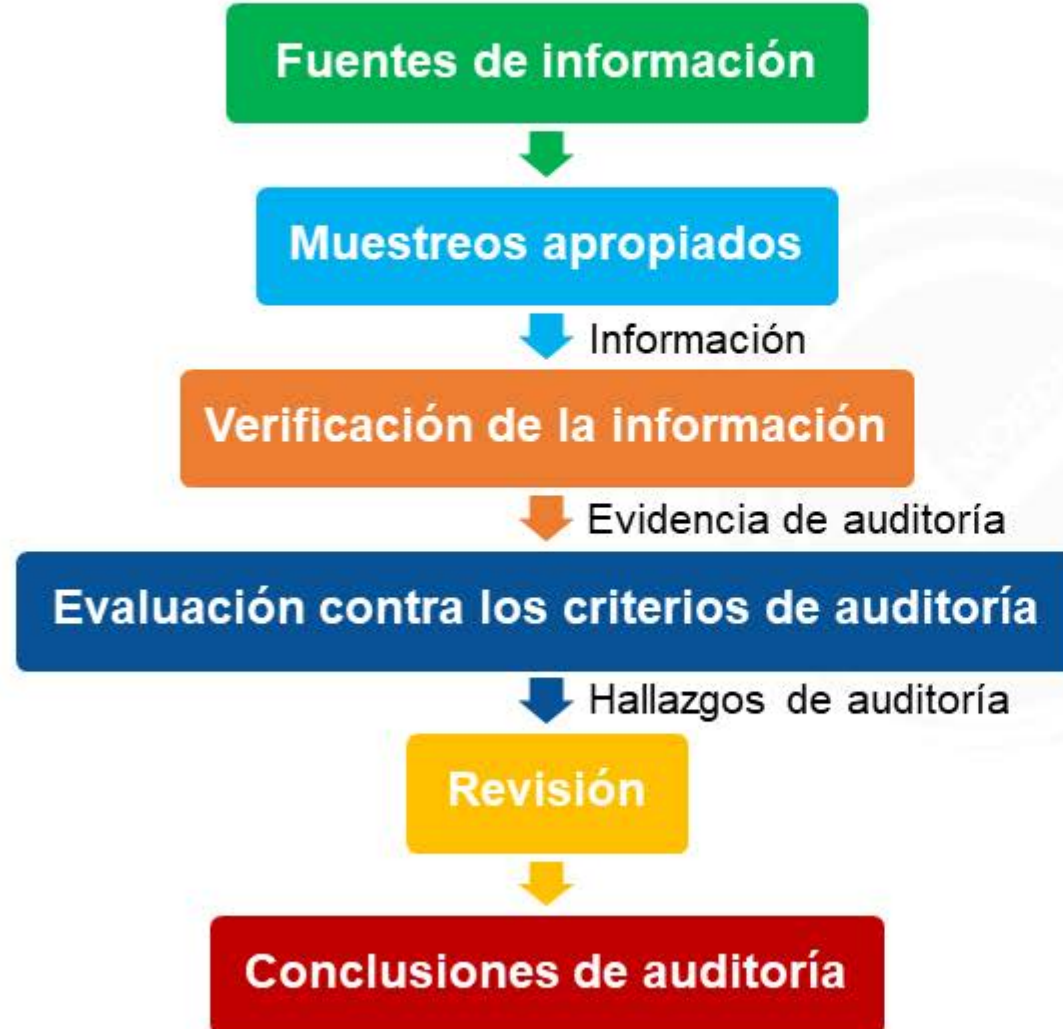 Fuentes de información
Muestreos apropiados
Información
Verificación de la información
Evidencia de auditoría
Evaluación contra los criterios de auditoría
Hallazgos de auditoría
Revisión
Conclusiones de auditoría